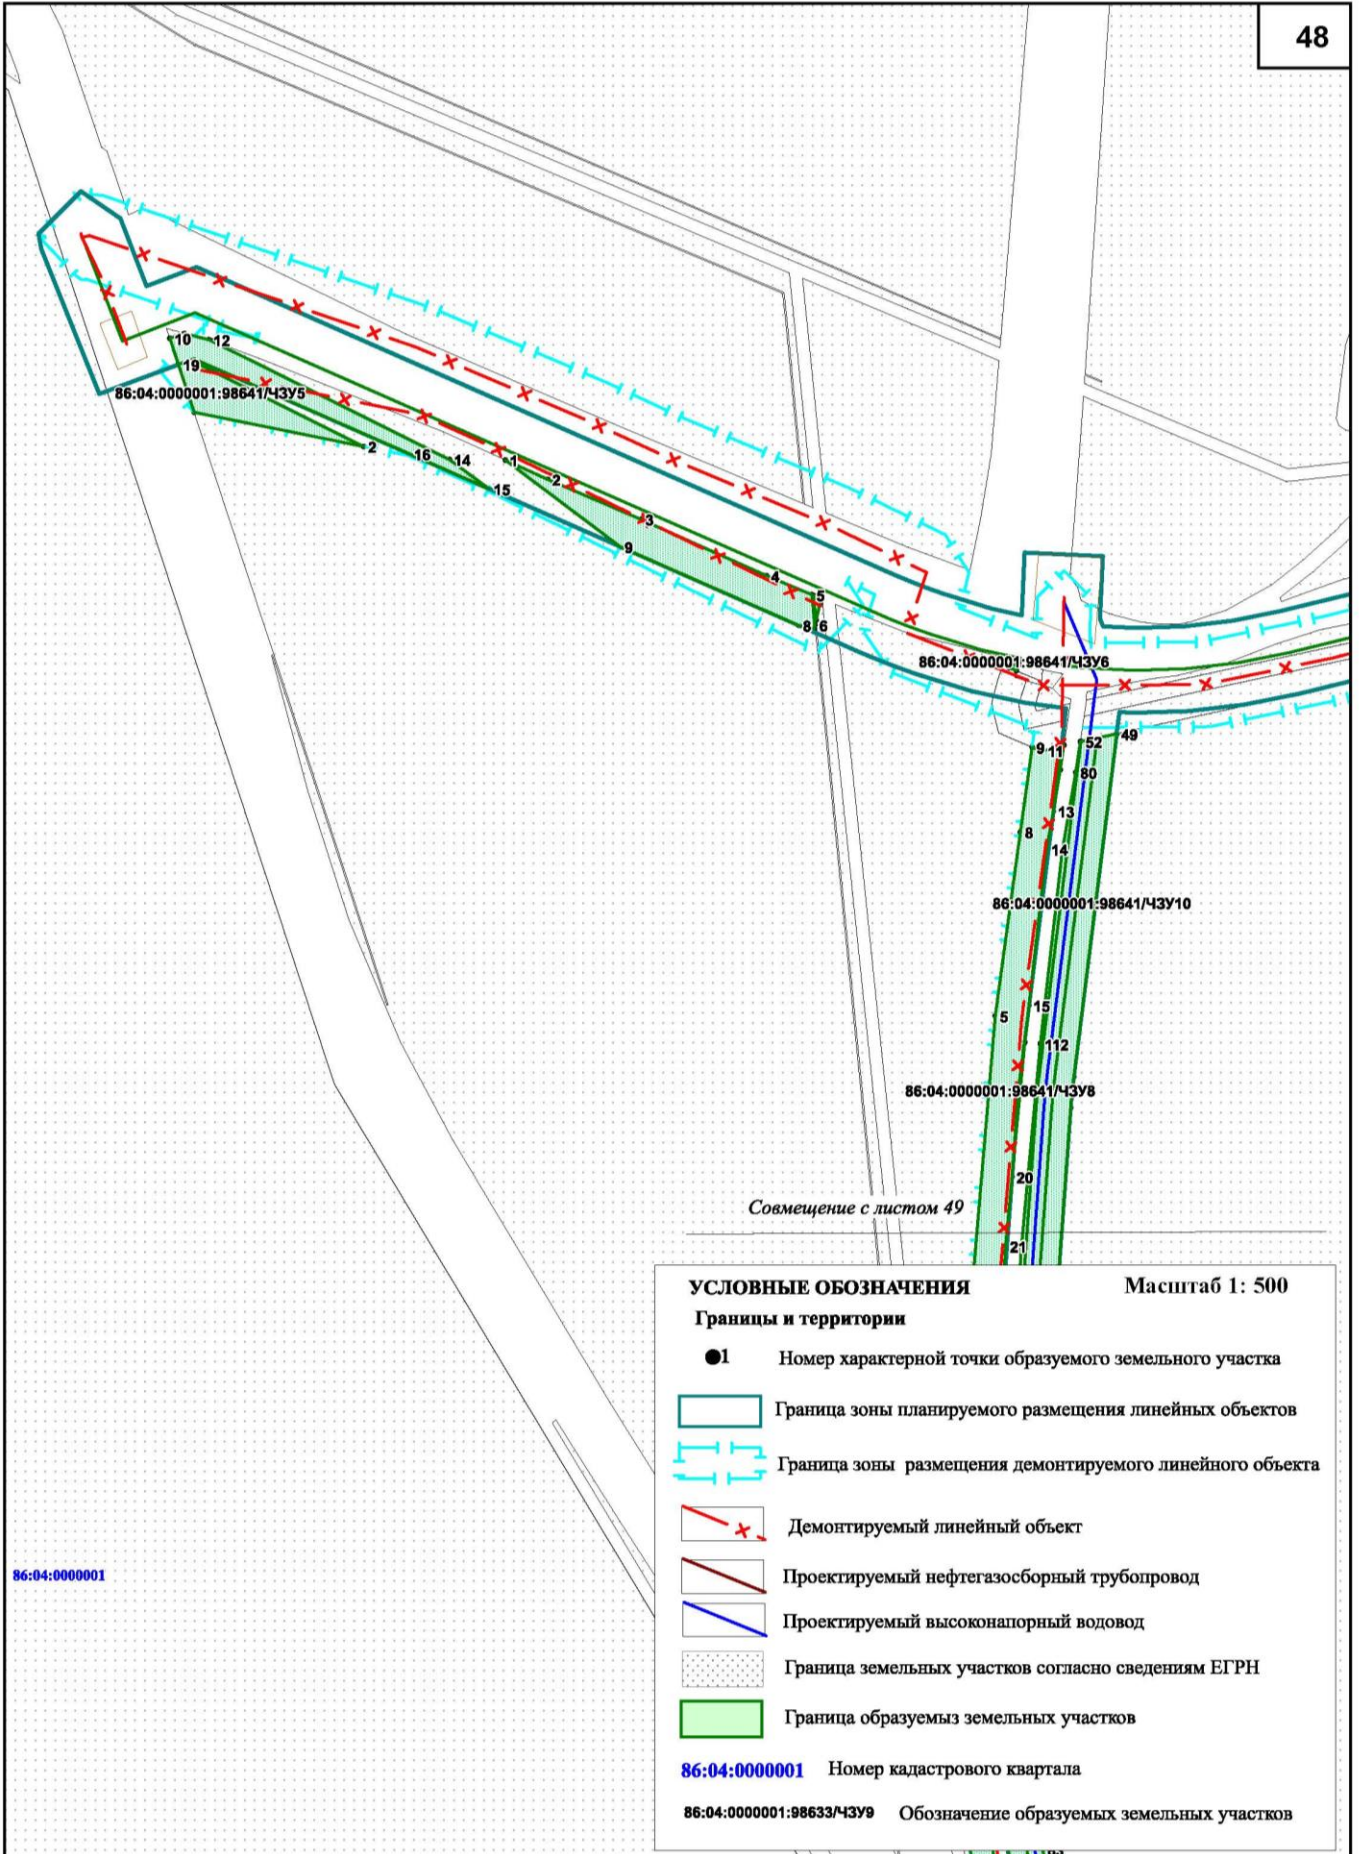 48
10
12
19
86:04:0000001:98641/ЧЗУ5
2
16
14
15
1
2
3
9
4
5
8
6
86:04:0000001:98641/ЧЗУ6
9
11
52
49
80
13
8
14
86:04:0000001:98641/ЧЗУ10
5
15
112
86:04:0000001:98641/ЧЗУ8
20
Совмещение с листом 49
21
УСЛОВНЫЕ ОБОЗНАЧЕНИЯ
Масштаб 1: 500
Границы и территории
1 Номер характерной точки образуемого земельного участка
Граница зоны планируемого размещения линейных объектов
Граница зоны размещения демонтируемого линейного объекта
Демонтируемый линейный объект
Проектируемый нефтегазосборный трубопровод
86:04:0000001
Проектируемый высоконапорный водовод
Граница земельных участков согласно сведениям ЕГРН
Граница образуемыз земельных участков
86:04:0000001 Номер кадастрового квартала
86:04:0000001:98633/ЧЗУ9 Обозначение образуемых земельных участков